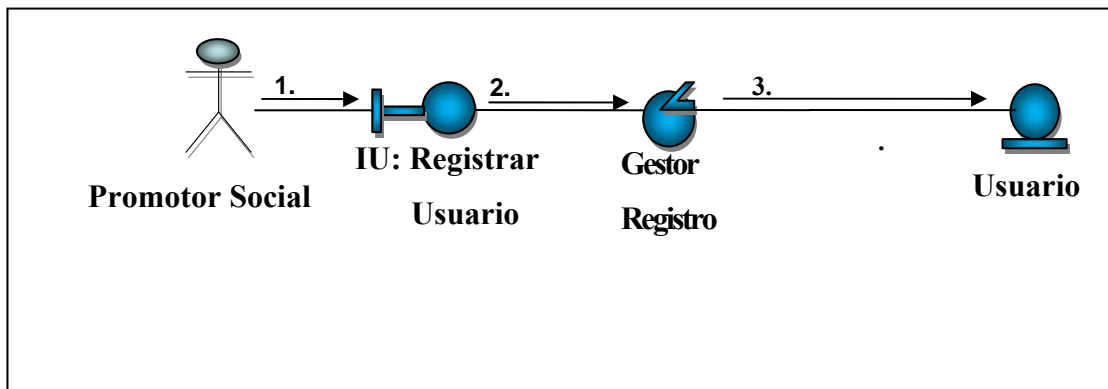 1.
2.
3.
IU: Registrar
Usuario
Gestor
Registro
.
Usuario
Promotor Social